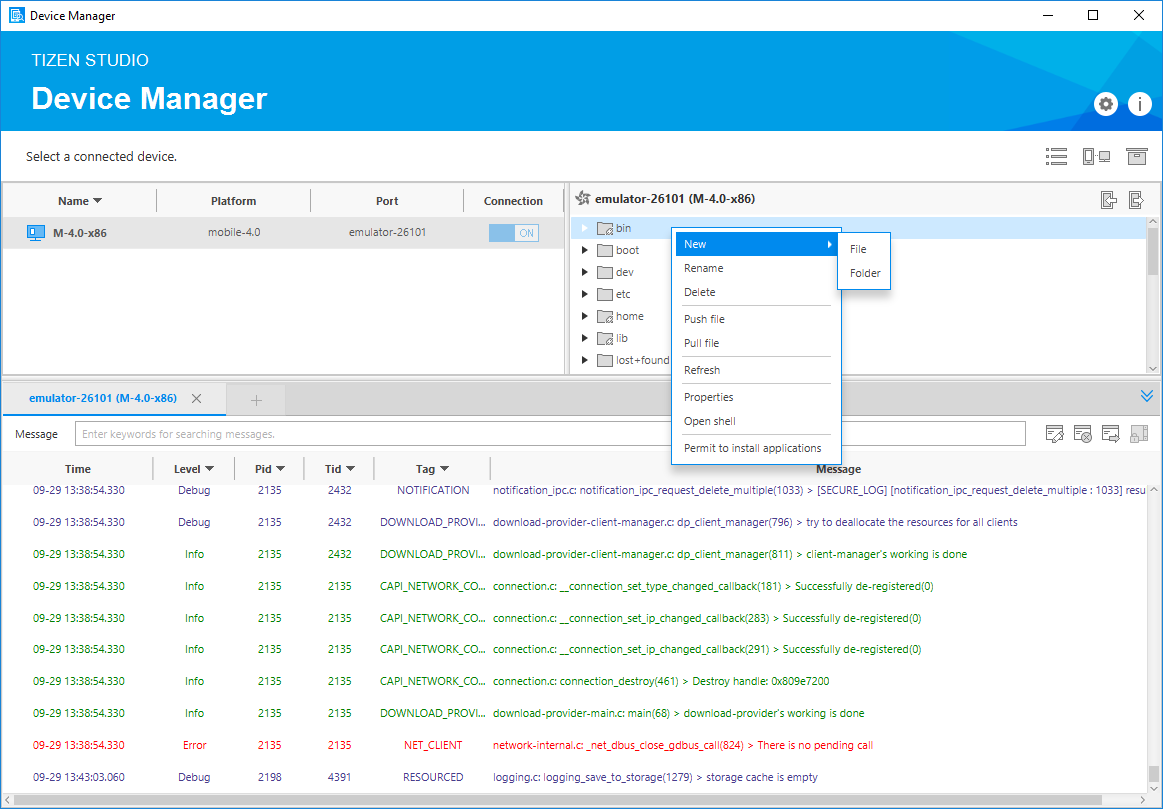 Device Manager
TIZEN STUDIO
Device Manager
Select a connected device.
Name Platform Port Connection
M-4.0-x86 mobile-4.0 emulator-26101 ON
emulator-26101 (M-4.0-x86)
bin
boot
dev
etc
home
lib
lost+found
New
Rename
Delete
Push file
Pull file
Refresh
Properties
Open shell
Permit to install applications
File
Folder
emulator-26101 (M-4.0-x86)
Message Enter keywords for searching messages.
Time Level Pid Tid Tag Message
09-29 13:38:54.330 Debug 2135 2432 NOTIFICATION notification_ipc.c: notification_ipc_request_delete_multiple(1033) > [SECURE_LOG] [notification_ipc_request_delete_multiple : 1033] resu
09-29 13:38:54.330 Debug 2135 2432 DOWNLOAD_PROVI... download-provider-client-manager.c: dp_client_manager(796) > try to deallocate the resources for all clients
09-29 13:38:54.330 Info 2135 2432 DOWNLOAD_PROVI... download-provider-client-manager.c: dp_client_manager(811) > client-manager's working is done
09-29 13:38:54.330 Info 2135 2135 CAPI_NETWORK_CO... connection.c: __connection_set_type_changed_callback(181) > Successfully de-registered(0)
09-29 13:38:54.330 Info 2135 2135 CAPI_NETWORK_CO... connection.c: __connection_set_ip_changed_callback(283) > Successfully de-registered(0)
09-29 13:38:54.330 Info 2135 2135 CAPI_NETWORK_CO... connection.c: __connection_set_ip_changed_callback(291) > Successfully de-registered(0)
09-29 13:38:54.330 Info 2135 2135 CAPI_NETWORK_CO... connection.c: connection_destroy(461) > Destroy handle: 0x809e7200
09-29 13:38:54.330 Info 2135 2135 DOWNLOAD_PROVI... download-provider-main.c: main(68) > download-provider's working is done
09-29 13:38:54.330 Error 2135 2135 NET_CLIENT network-internal.c: _net_dbus_close_gdbus_call(824) > There is no pending call
09-29 13:43:03.060 Debug 2198 4391 RESOURCED logging.c: logging_save_to_storage(1279) > storage cache is empty